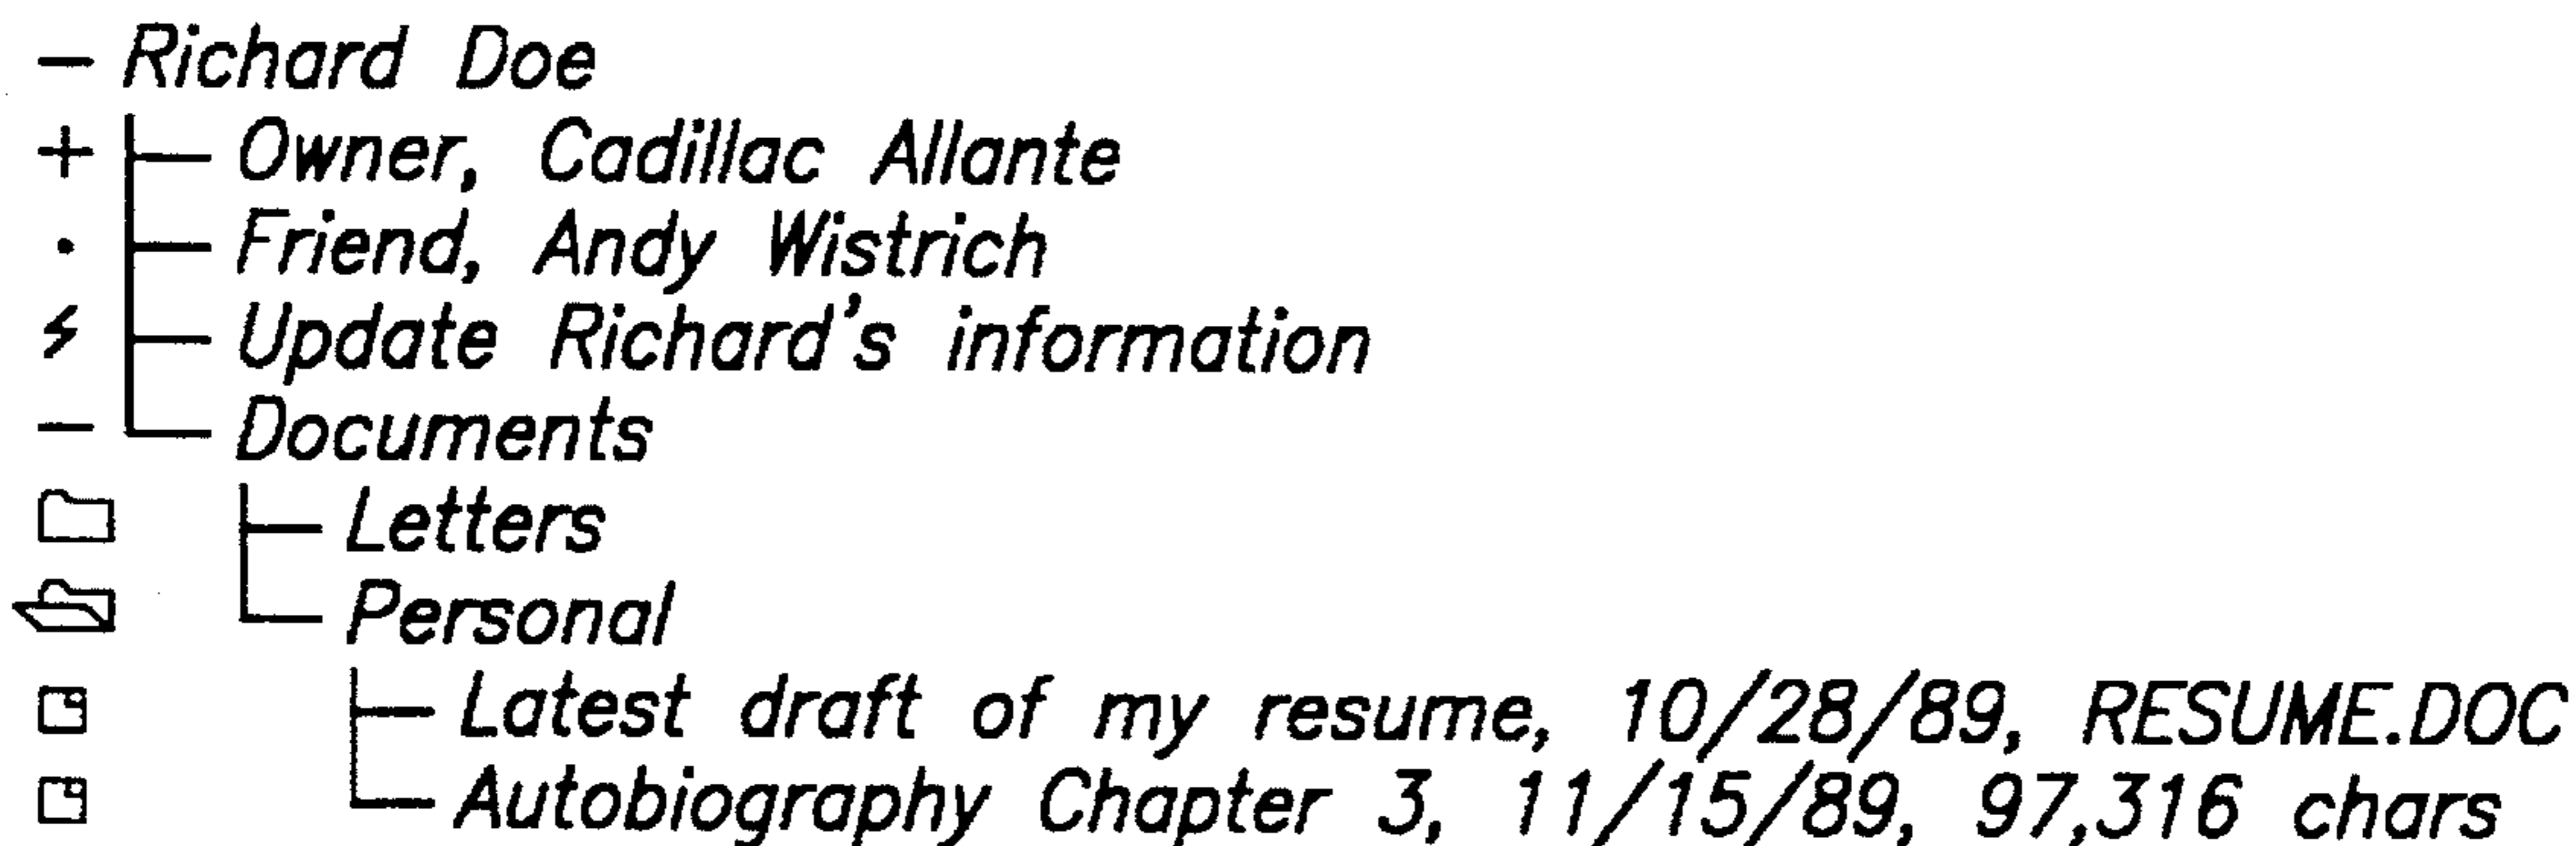 − Richard Doe
+ Owner, Cadillac Allante
· Friend, Andy Wistrich
Update Richard's information
− Documents
Letters
Personal
Latest draft of my resume, 10/28/89, RESUME.DOC
Autobiography Chapter 3, 11/15/89, 97,316 chars